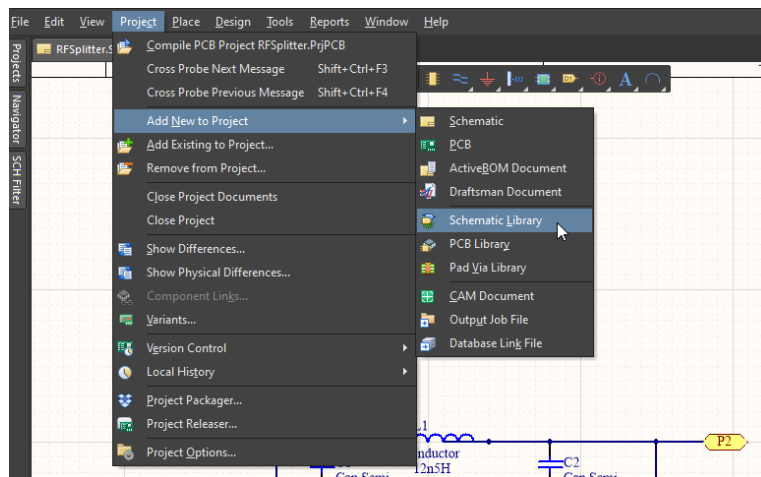 File Edit View Project Place Design Tools Reports Window Help
RFSplitter.S
Projects
Navigator
SCH Filter
Compile PCB Project RFSplitter.PrjPCB
Cross Probe Next Message Shift+Ctrl+F3
Cross Probe Previous Message Shift+Ctrl+F4
Add New to Project
Add Existing to Project...
Remove from Project...
Close Project Documents
Close Project
Show Differences...
Show Physical Differences...
Component Links...
Variants...
Version Control
Local History
Project Packager...
Project Releaser...
Project Options...
A
Schematic
PCB
ActiveBOM Document
Draftsman Document
Schematic Library
PCB Library
Pad Via Library
CAM Document
Output Job File
Database Link File
L1
nductor
12n5H
P2
C2
Cap Semi
Cap Semi